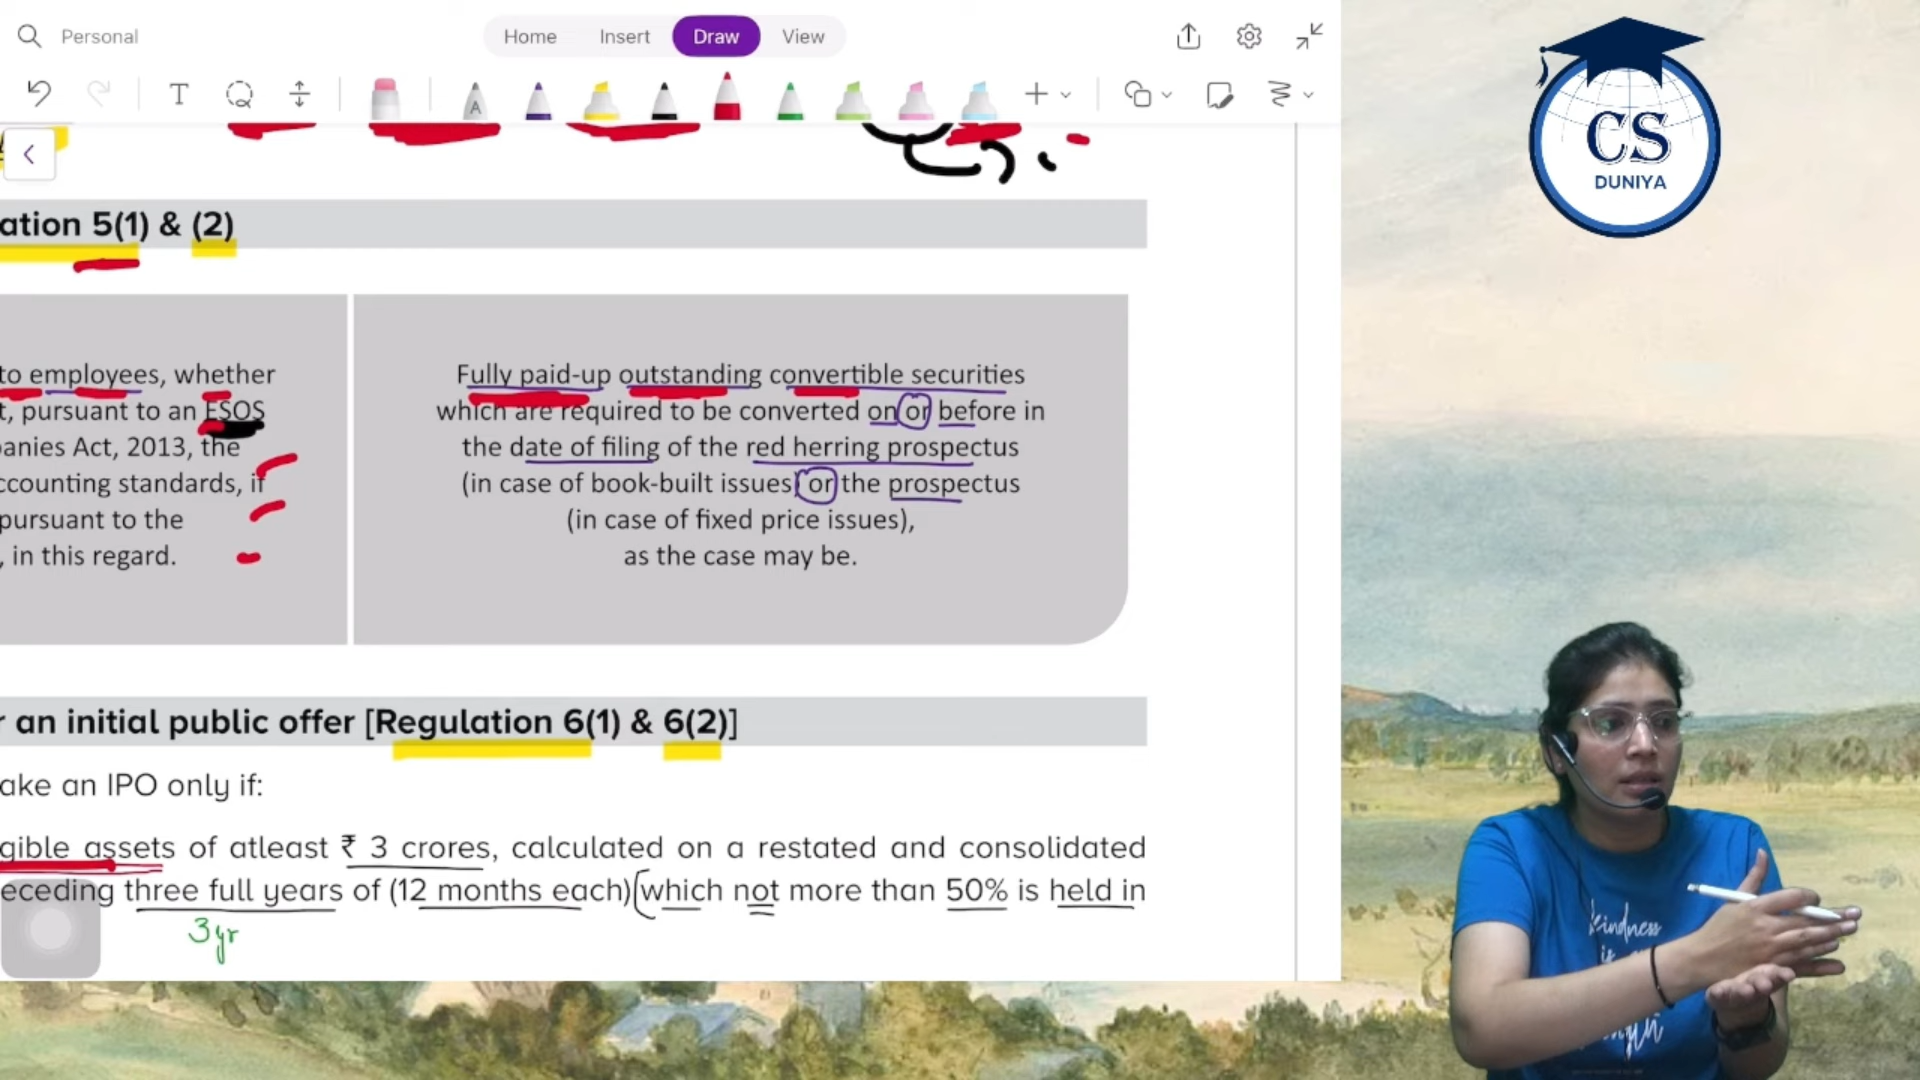 Personal
Home Insert Draw View
T
A
CS
DUNIYA
ation 5(1) & (2)
to employees, whether
t, pursuant to an ESOS
panies Act, 2013, the
ccounting standards, if
pursuant to the
, in this regard.
Fully paid-up outstanding convertible securities
which are required to be converted on or before in
the date of filing of the red herring prospectus
(in case of book-built issues) or the prospectus
(in case of fixed price issues),
as the case may be.
r an initial public offer [Regulation 6(1) & 6(2)]
ake an IPO only if:
gible assets of atleast ₹ 3 crores, calculated on a restated and consolidated
eceding three full years of (12 months each) (which not more than 50% is held in
3yr
kindness
is